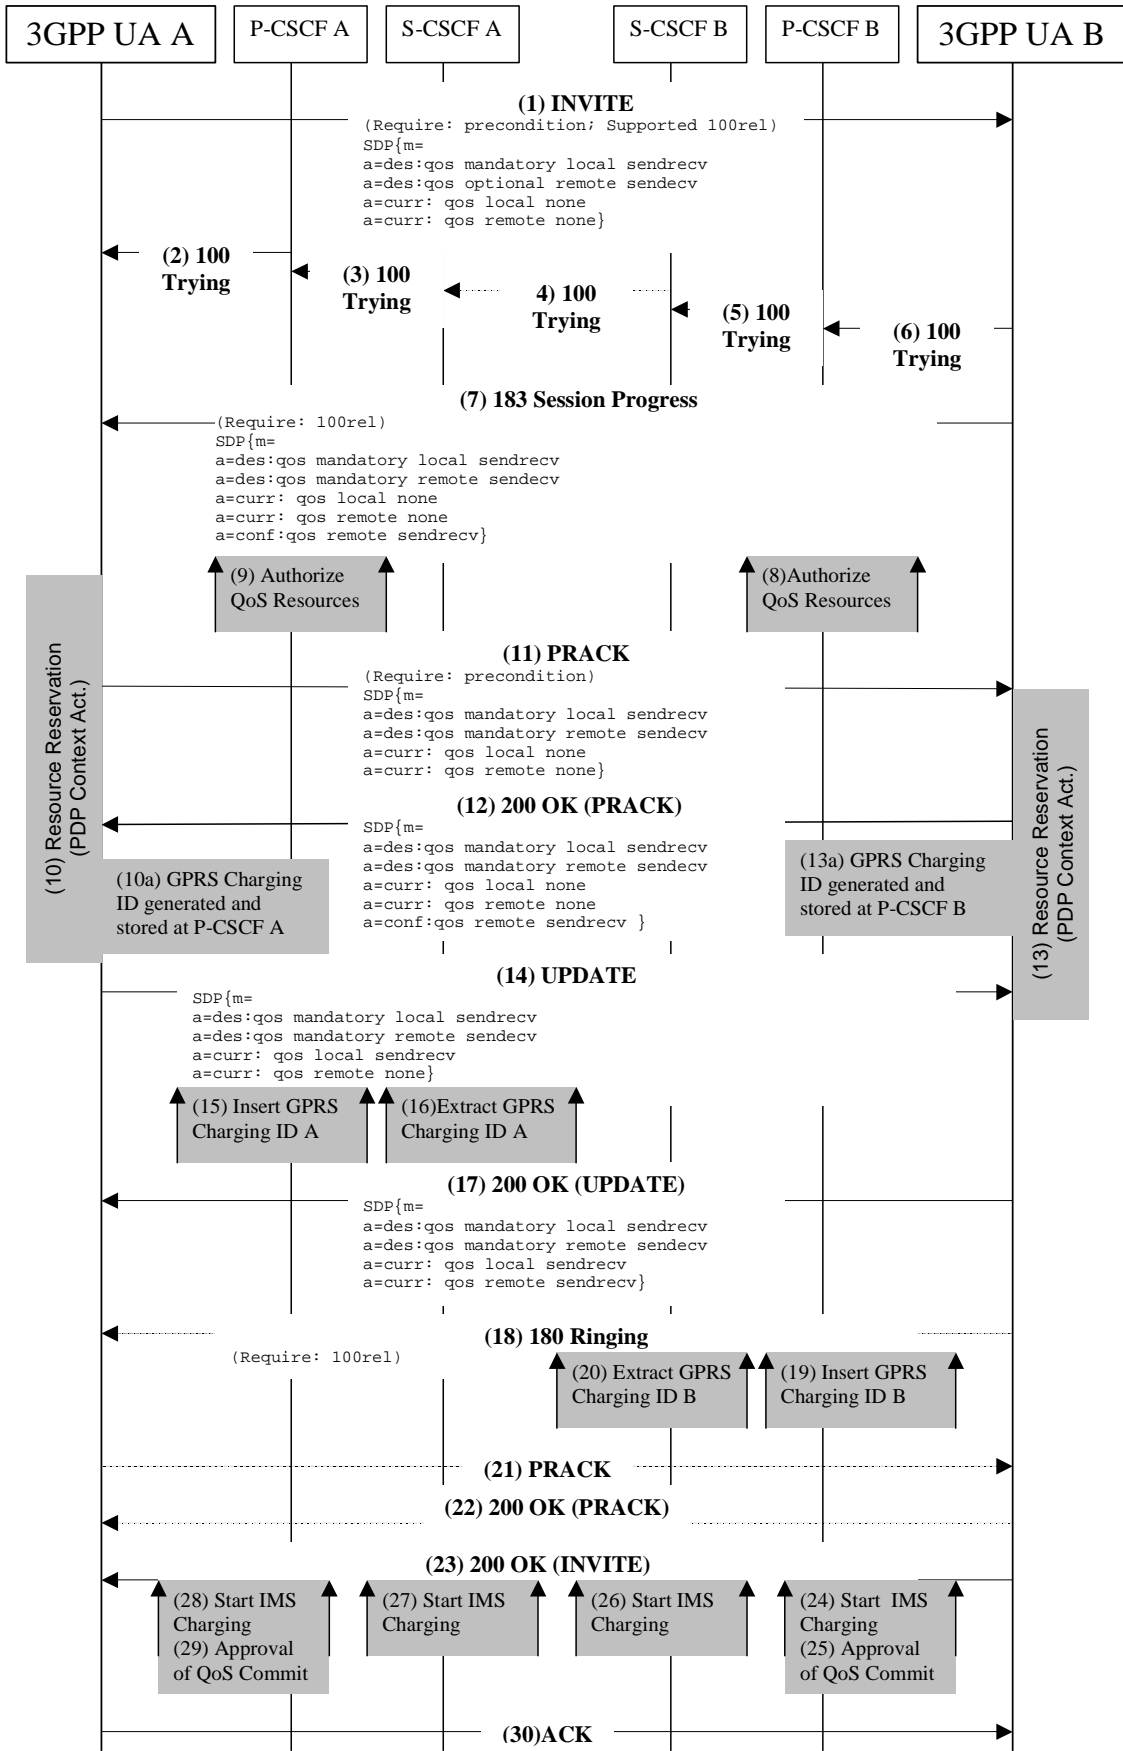 3GPP UA A
P-CSCF A
S-CSCF A
S-CSCF B
P-CSCF B
3GPP UA B
(1) INVITE
(Require: precondition; Supported 100rel)
SDP{m=
a=des:qos mandatory local sendrecv
a=des:qos optional remote sendecv
a=curr: qos local none
a=curr: qos remote none}
(2) 100
Trying
(3) 100
Trying
4) 100
Trying
(5) 100
Trying
(6) 100
Trying
(7) 183 Session Progress
(Require: 100rel)
SDP{m=
a=des:qos mandatory local sendrecv
a=des:qos mandatory remote sendecv
a=curr: qos local none
a=curr: qos remote none
a=conf:qos remote sendrecv}
(9) Authorize
QoS Resources
(8)Authorize
QoS Resources
(10) Resource Reservation
(PDP Context Act.)
(11) PRACK
(Require: precondition)
SDP{m=
a=des:qos mandatory local sendrecv
a=des:qos mandatory remote sendecv
a=curr: qos local none
a=curr: qos remote none}
(12) 200 OK (PRACK)
SDP{m=
a=des:qos mandatory local sendrecv
a=des:qos mandatory remote sendecv
a=curr: qos local none
a=curr: qos remote none
a=conf:qos remote sendrecv }
(10a) GPRS Charging
ID generated and
stored at P-CSCF A
(13a) GPRS Charging
ID generated and
stored at P-CSCF B
(13) Resource Reservation
(PDP Context Act.)
(14) UPDATE
SDP{m=
a=des:qos mandatory local sendrecv
a=des:qos mandatory remote sendecv
a=curr: qos local sendrecv
a=curr: qos remote none}
(15) Insert GPRS
Charging ID A
(16)Extract GPRS
Charging ID A
(17) 200 OK (UPDATE)
SDP{m=
a=des:qos mandatory local sendrecv
a=des:qos mandatory remote sendecv
a=curr: qos local sendrecv
a=curr: qos remote sendrecv}
(18) 180 Ringing
(Require: 100rel)
(20) Extract GPRS
Charging ID B
(19) Insert GPRS
Charging ID B
(21) PRACK
(22) 200 OK (PRACK)
(23) 200 OK (INVITE)
(28) Start IMS
Charging
(29) Approval
of QoS Commit
(27) Start IMS
Charging
(26) Start IMS
Charging
(24) Start IMS
Charging
(25) Approval
of QoS Commit
(30)ACK